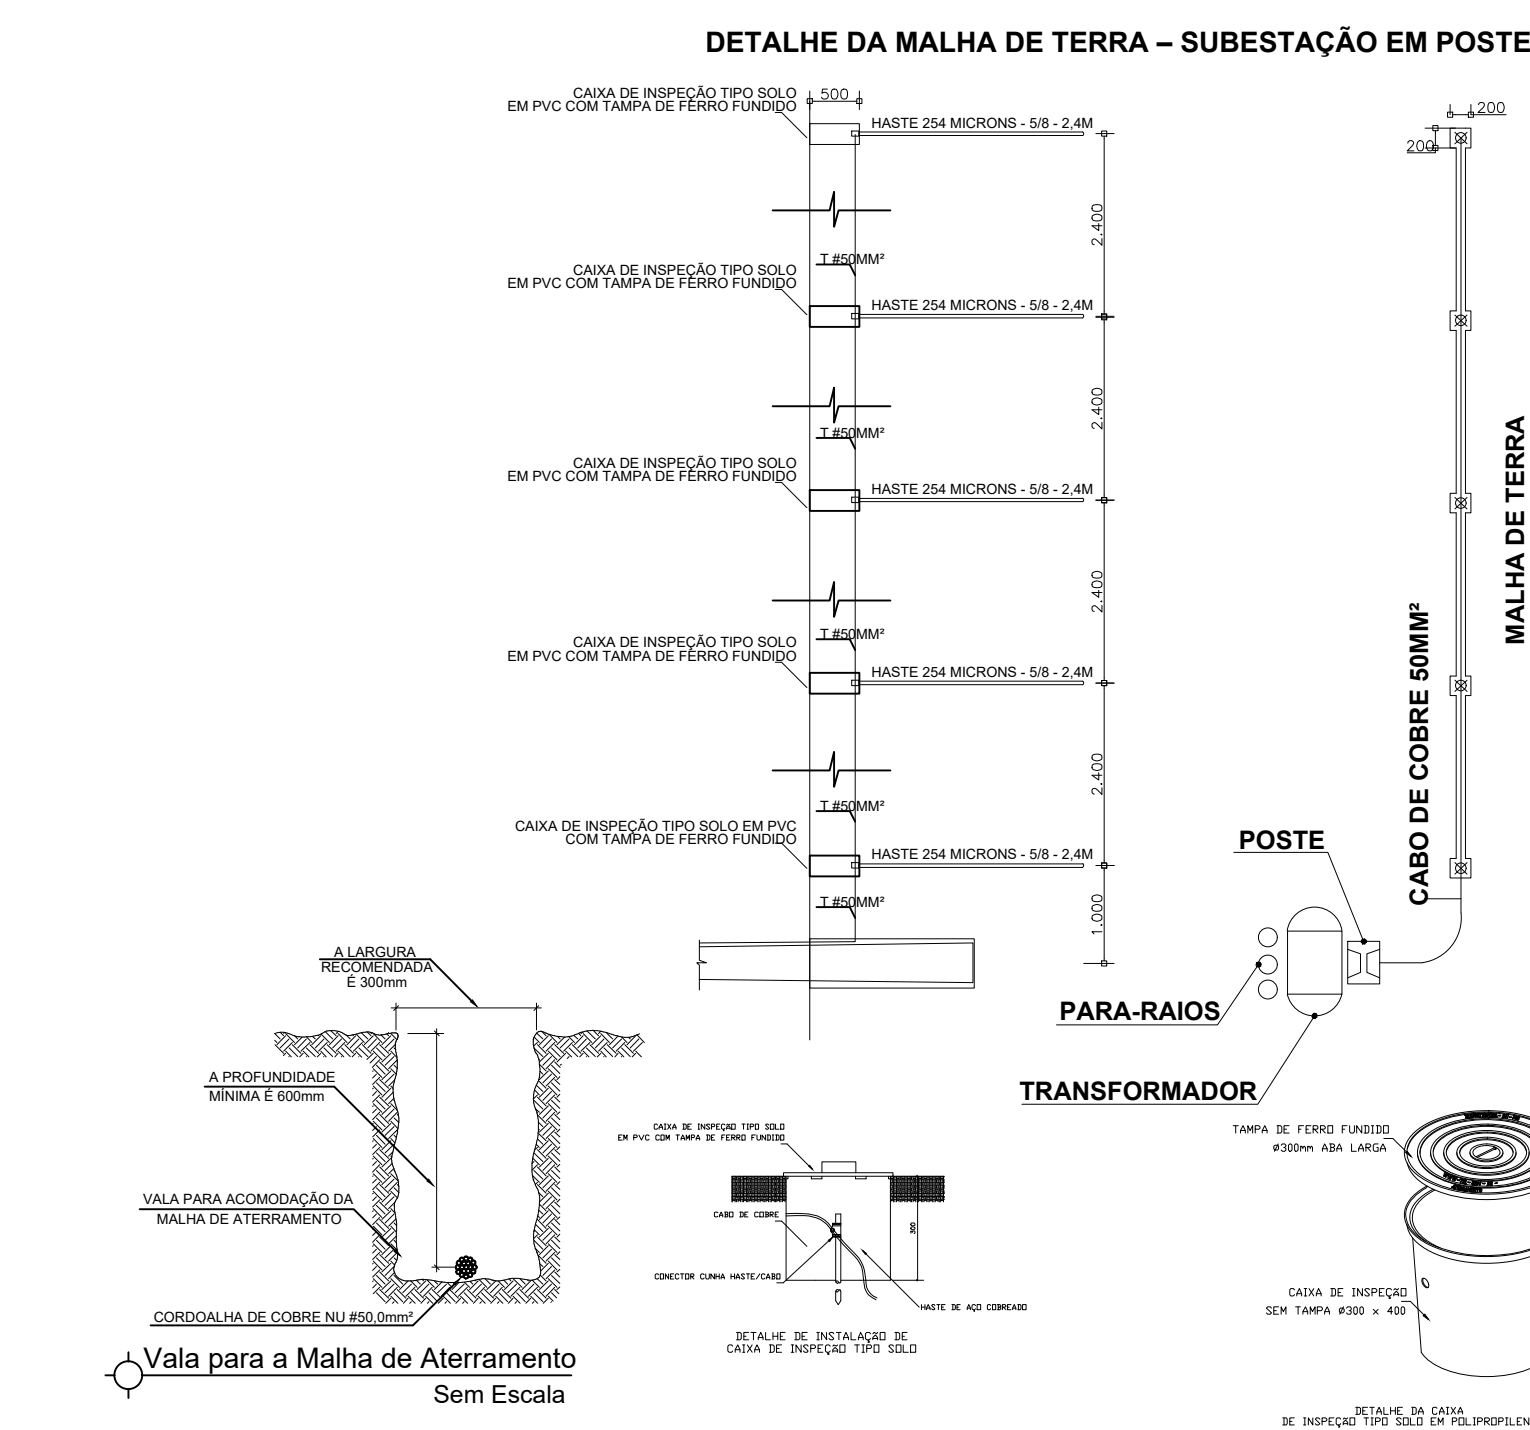 DETALHE DA MALHA DE TERRA – SUBESTAÇÃO EM POSTE
CAIXA DE INSPEÇÃO TIPO SOLO
EM PVC COM TAMPA DE FERRO FUNDIDO
500
HASTE 254 MICRONS - 5/8 - 2,4M
2.400
T #50MM²
CAIXA DE INSPEÇÃO TIPO SOLO
EM PVC COM TAMPA DE FERRO FUNDIDO
HASTE 254 MICRONS - 5/8 - 2,4M
2.400
T #50MM²
CAIXA DE INSPEÇÃO TIPO SOLO
EM PVC COM TAMPA DE FERRO FUNDIDO
HASTE 254 MICRONS - 5/8 - 2,4M
2.400
T #50MM²
CAIXA DE INSPEÇÃO TIPO SOLO
EM PVC COM TAMPA DE FERRO FUNDIDO
HASTE 254 MICRONS - 5/8 - 2,4M
2.400
T #50MM²
CAIXA DE INSPEÇÃO TIPO SOLO EM PVC
COM TAMPA DE FERRO FUNDIDO
HASTE 254 MICRONS - 5/8 - 2,4M
T #50MM²
1.000
200
200
MALHA DE TERRA
CABO DE COBRE 50MM²
POSTE
PARA-RAIOS
TRANSFORMADOR
A LARGURA
RECOMENDADA
É 300mm
A PROFUNDIDADE
MÍNIMA É 600mm
VALA PARA ACOMODAÇÃO DA
MALHA DE ATERRAMENTO
CORDOALHA DE COBRE NU #50,0mm²
Vala para a Malha de Aterramento
Sem Escala
CAIXA DE INSPEÇÃO TIPO SOLO
EM PVC COM TAMPA DE FERRO FUNDIDO
CABO DE COBRE
300
CONECTOR CUNHA HASTE/CABO
HASTE DE AÇO COBREADO
DETALHE DE INSTALAÇÃO DE
CAIXA DE INSPEÇÃO TIPO SOLO
TAMPA DE FERRO FUNDIDO
Ø300mm ABA LARGA
CAIXA DE INSPEÇÃO
SEM TAMPA Ø300 x 400
DETALHE DA CAIXA
DE INSPEÇÃO TIPO SOLO EM POLIPROPILEN